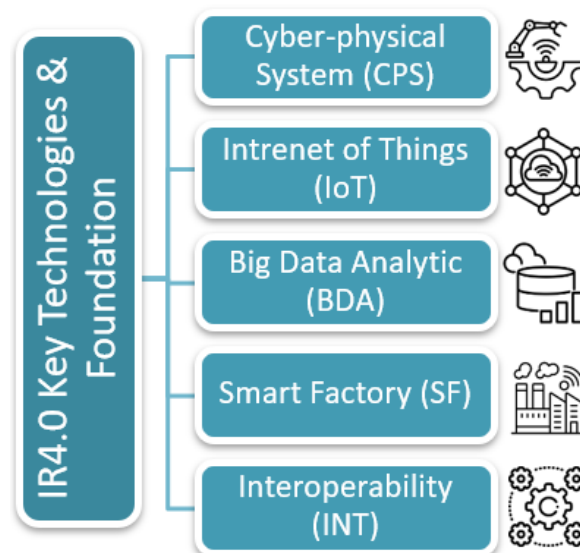 IR4.0 Key Technologies &
Foundation
Cyber-physical
System (CPS)
Intrenet of Things
(IoT)
Big Data Analytic
(BDA)
Smart Factory (SF)
Interoperability
(INT)